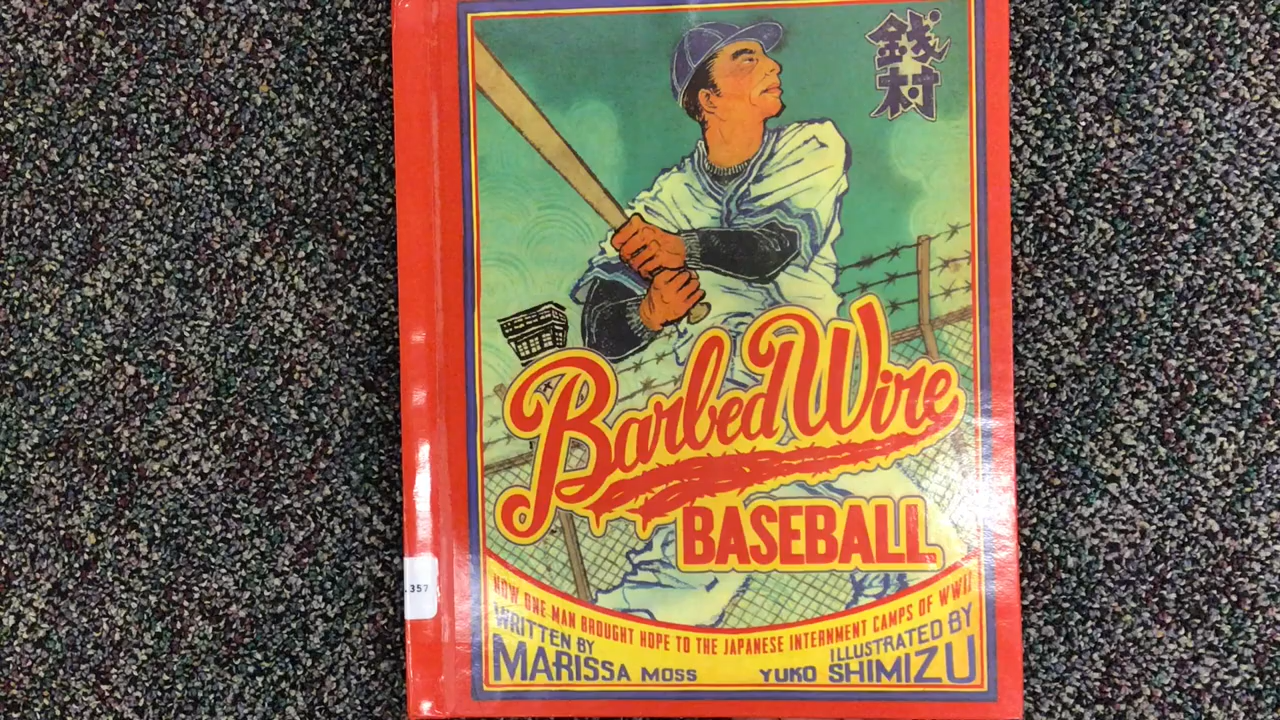 銭
村
Barbed Wire
BASEBALL
HOW ONE MAN BROUGHT HOPE TO THE JAPANESE INTERNMENT CAMPS OF WWII
WRITTEN BY
MARISSA MOSS
ILLUSTRATED BY
YUKO SHIMIZU
.357